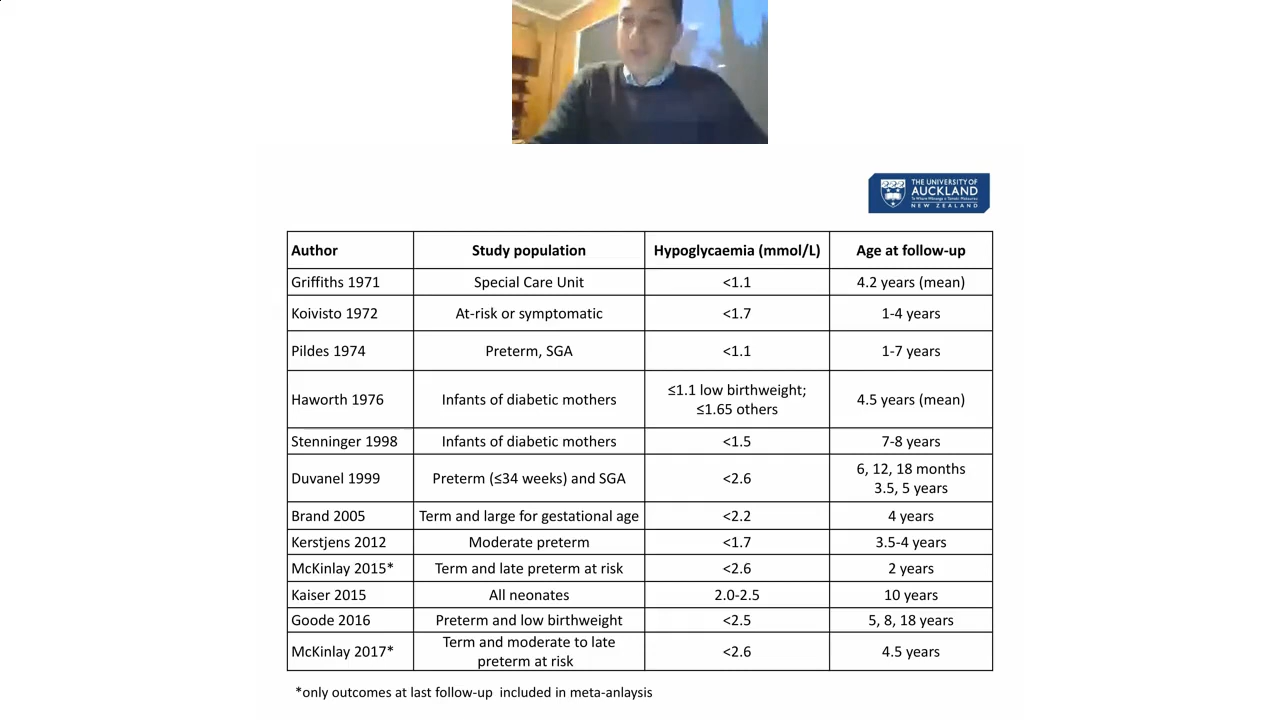 THE UNIVERSITY OF
AUCKLAND
NEW ZEALAND
Author Study population Hypoglycaemia (mmol/L) Age at follow-up
Griffiths 1971 Special Care Unit <1.1 4.2 years (mean)
Koivisto 1972 At-risk or symptomatic <1.7 1-4 years
Pildes 1974 Preterm, SGA <1.1 1-7 years
Haworth 1976 Infants of diabetic mothers ≤1.1 low birthweight; 4.5 years (mean)
≤1.65 others
Stenninger 1998 Infants of diabetic mothers <1.5 7-8 years
Duvanel 1999 Preterm (≤34 weeks) and SGA <2.6 6, 12, 18 months
3.5, 5 years
Brand 2005 Term and large for gestational age <2.2 4 years
Kerstjens 2012 Moderate preterm <1.7 3.5-4 years
McKinlay 2015* Term and late preterm at risk <2.6 2 years
Kaiser 2015 All neonates 2.0-2.5 10 years
Goode 2016 Preterm and low birthweight <2.5 5, 8, 18 years
McKinlay 2017* Term and moderate to late <2.6 4.5 years
preterm at risk
*only outcomes at last follow-up included in meta-anlaysis